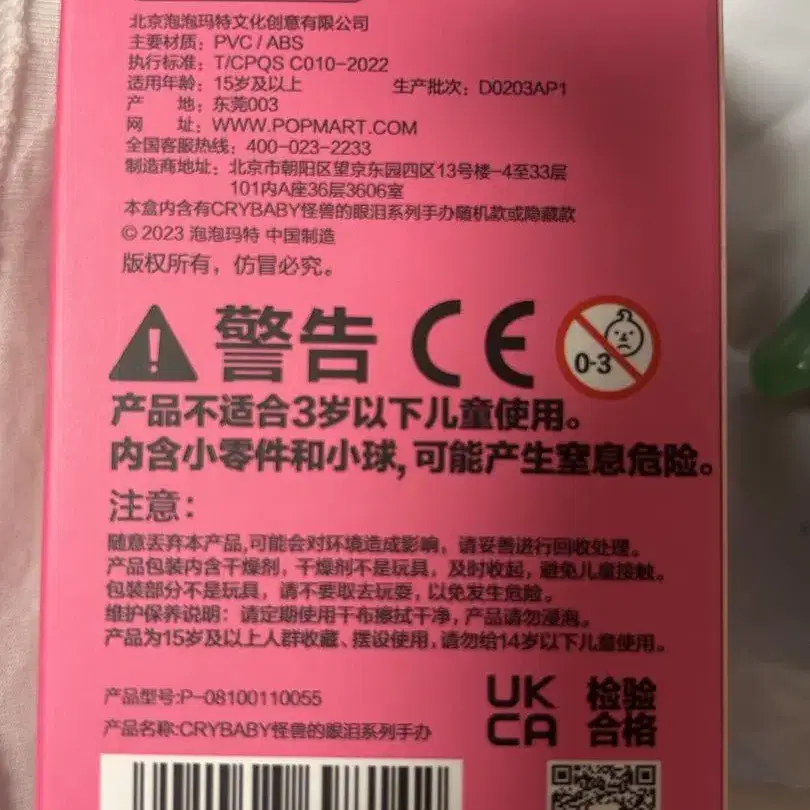 北京泡泡玛特文化创意有限公司
主要材质：PVC / ABS
执行标准：T/CPQS C010-2022
适用年龄：15岁及以上 生产批次：D0203AP1
产 地：东莞003
网 址：WWW.POPMART.COM
全国客服热线：400-023-2233
制造商地址：北京市朝阳区望京东园四区13号楼-4至33层
101内A座36层3606室
本盒内含有CRYBABY怪兽的眼泪系列手办随机款或隐藏款
© 2023 泡泡玛特 中国制造
版权所有，仿冒必究。
警告 CE 0-3
产品不适合3岁以下儿童使用。
内含小零件和小球，可能产生窒息危险。
注意：
随意丢弃本产品，可能会对环境造成影响，请妥善进行回收处理。
产品包装内含干燥剂，干燥剂不是玩具，及时收起，避免儿童接触。
包装部分不是玩具，请不要取去玩耍，以免发生危险。
维护保养说明：请定期使用干布擦拭干净，产品请勿浸泡。
产品为15岁及以上人群收藏、摆设使用，请勿给14岁以下儿童使用。
产品型号:P-08100110055
产品名称:CRYBABY怪兽的眼泪系列手办
UK
CA
检验
合格